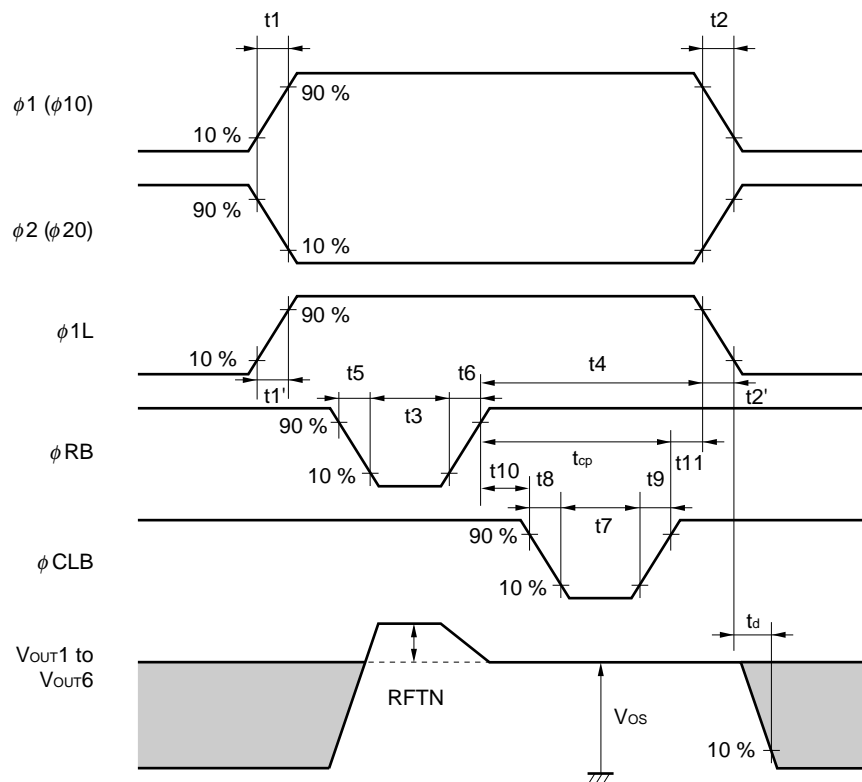 t1 t2
ϕ1 (ϕ10) 90 %
10 %
90 %
ϕ2 (ϕ20) 10 %
ϕ1L 90 %
10 %
t5 t6 t4
t1' t3 t2'
90 %
ϕRB
tcp t11
10 % t10
t8 t9
t7
90 %
ϕCLB
10 %
td
VOUT1 to
VOUT6
RFTN VOS
10 %